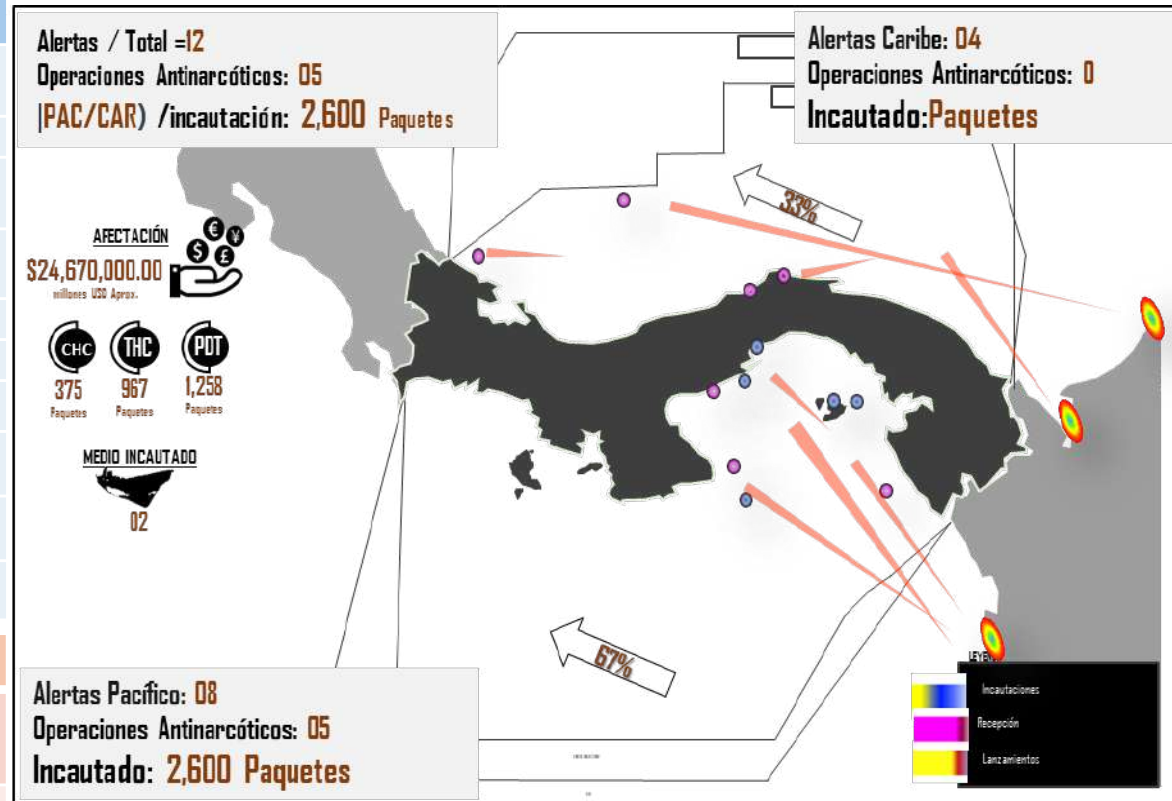 Alertas / Total =12
Operaciones Antinarcóticos: 05
|PAC/CAR) /incautación: 2,600 Paquetes
Alertas Caribe: 04
Operaciones Antinarcóticos: 0
Incautado:Paquetes
33%
AFECTACIÓN
$24,670,000.00
millones USD Aprox.
$ € £ ¥
CHC THC PDT
375 967 1,258
Paquetes Paquetes Paquetes
MEDIO INCAUTADO
02
67%
Alertas Pacífico: 08
Operaciones Antinarcóticos: 05
Incautado: 2,600 Paquetes
LEYEN
Incautaciones
Recepción
Lanzamientos